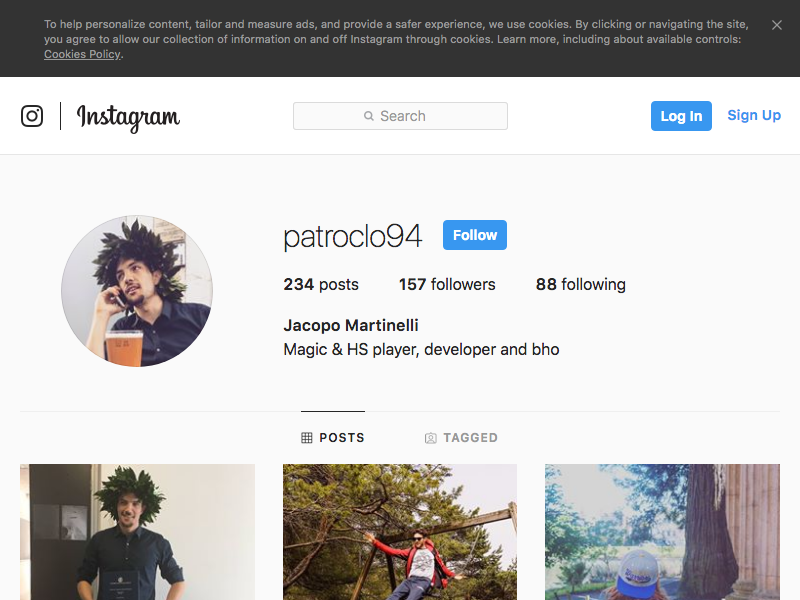 To help personalize content, tailor and measure ads, and provide a safer experience, we use cookies. By clicking or navigating the site,
you agree to allow our collection of information on and off Instagram through cookies. Learn more, including about available controls:
Cookies Policy.
Instagram
Search
Log In
Sign Up
patroclo94
Follow
234 posts
157 followers
88 following
Jacopo Martinelli
Magic & HS player, developer and bho
POSTS
TAGGED